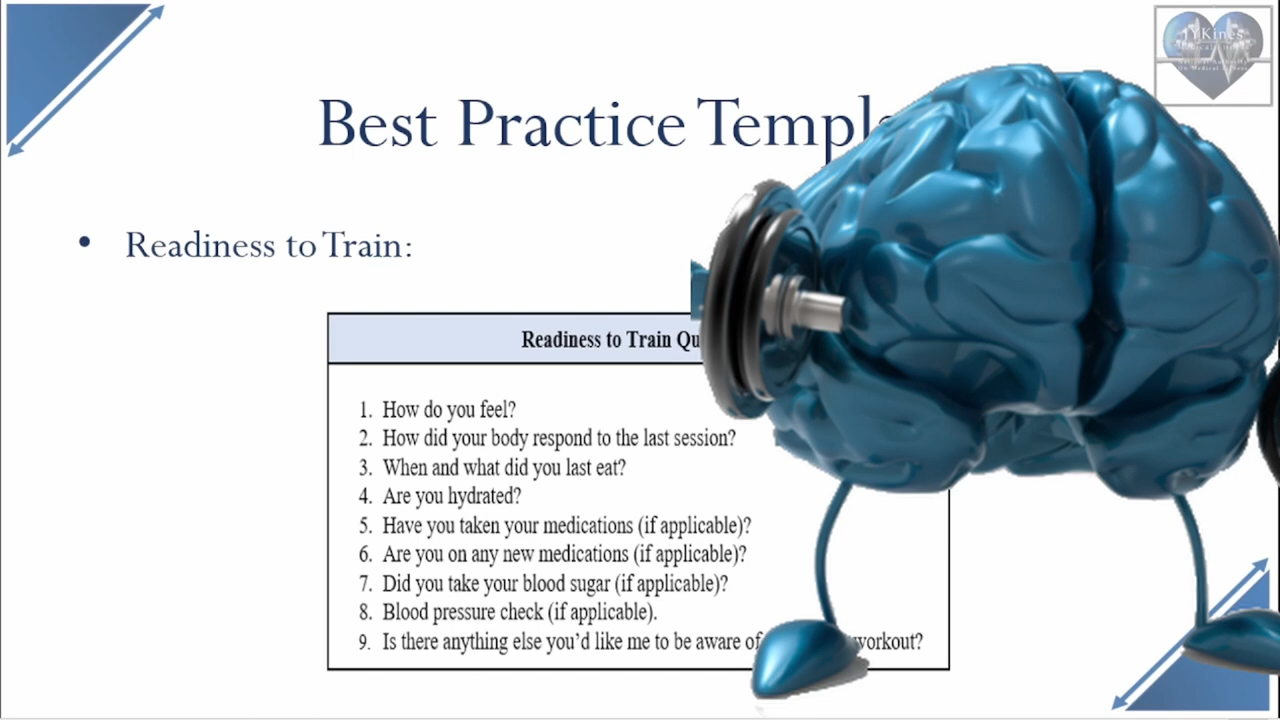 Best Practice Templ
Readiness to Train:
Readiness to Train Qu
1. How do you feel?
2. How did your body respond to the last session?
3. When and what did you last eat?
4. Are you hydrated?
5. Have you taken your medications (if applicable)?
6. Are you on any new medications (if applicable)?
7. Did you take your blood sugar (if applicable)?
8. Blood pressure check (if applicable).
9. Is there anything else you’d like me to be aware of workout?